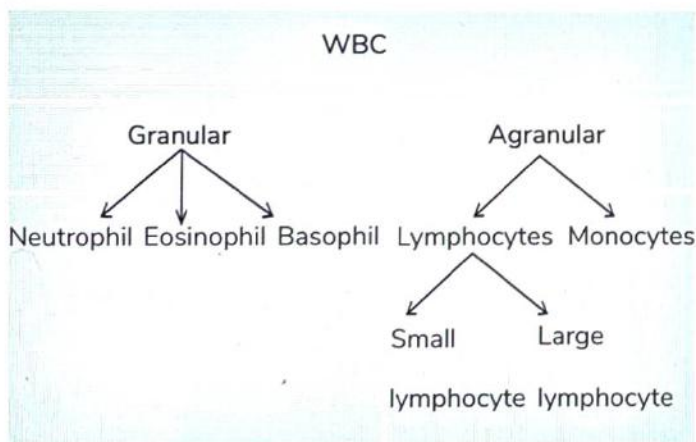 WBC
Granular Agranular
Neutrophil Eosinophil Basophil Lymphocytes Monocytes
Small Large
lymphocyte lymphocyte